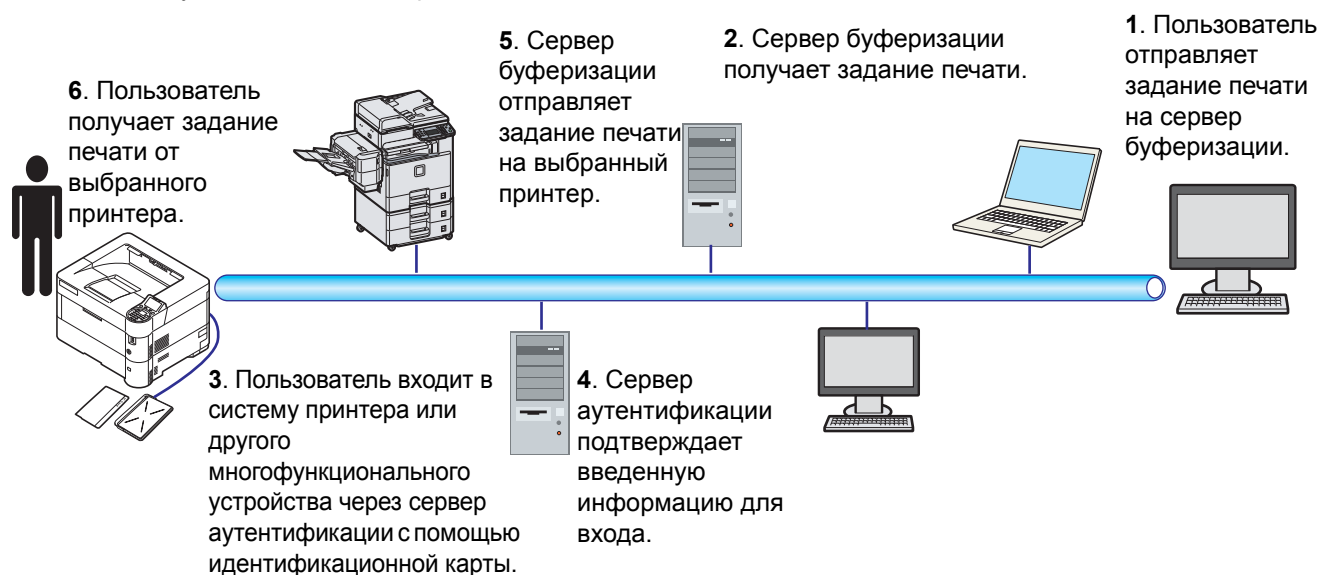 1. Пользователь
отправляет
задание печати
на сервер
буферизации.
2. Сервер буферизации
получает задание печати.
3. Пользователь входит в
систему принтера или
другого
многофункционального
устройства через сервер
аутентификации с помощью
идентификационной карты.
4. Сервер
аутентификации
подтверждает
введенную
информацию для
входа.
5. Сервер
буферизации
отправляет
задание печати
на выбранный
принтер.
6. Пользователь
получает задание
печати от
выбранного
принтера.